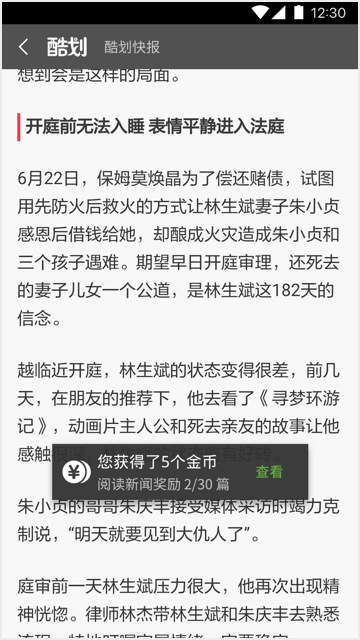 12:30
酷划 酷划快报
想到会是这样的局面。
开庭前无法入睡 表情平静进入法庭
6月22日，保姆莫焕晶为了偿还赌债，试图
用先防火后救火的方式让林生斌妻子朱小贞
感恩后借钱给她，却酿成火灾造成朱小贞和
三个孩子遇难。期望早日开庭审理，还死去
的妻子儿女一个公道，是林生斌这182天的
信念。
越临近开庭，林生斌的状态变得很差，前几
天，在朋友的推荐下，他去看了《寻梦环游
记》，动画片主人公和死去亲友的故事让他
感触
有好转。
您获得了5个金币
阅读新闻奖励 2/30 篇
查看
朱小贞的哥哥朱庆丰接受媒体采访时竭力克
制说，“明天就要见到大仇人了”。
庭审前一天林生斌压力很大，他再次出现精
神恍惚。律师林杰带林生斌和朱庆丰去熟悉